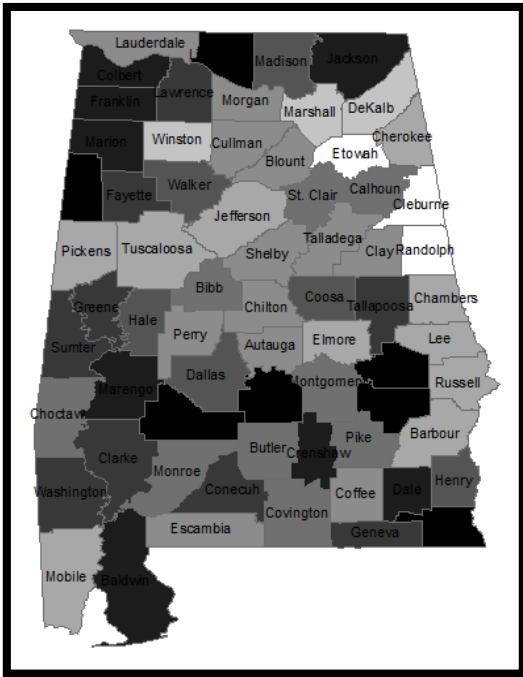 Lauderdale
Madison
Jackson
Colbert
Lawrence
Franklin
Morgan
Marshall
DeKalb
Marion
Winston
Cullman
Cherokee
Etowah
Blount
Walker
Fayette
St. Clair
Calhoun
Cleburne
Jefferson
Talladega
Pickens
Tuscaloosa
Shelby
Clay
Randolph
Bibb
Greene
Hale
Chilton
Coosa
Tallapoosa
Chambers
Perry
Sumter
Autauga
Elmore
Lee
Dallas
Marengo
Montgomery
Russell
Choctaw
Barbour
Pike
Butler
Crenshaw
Clarke
Monroe
Washington
Conecuh
Coffee
Dale
Henry
Covington
Escambia
Geneva
Mobile
Baldwin